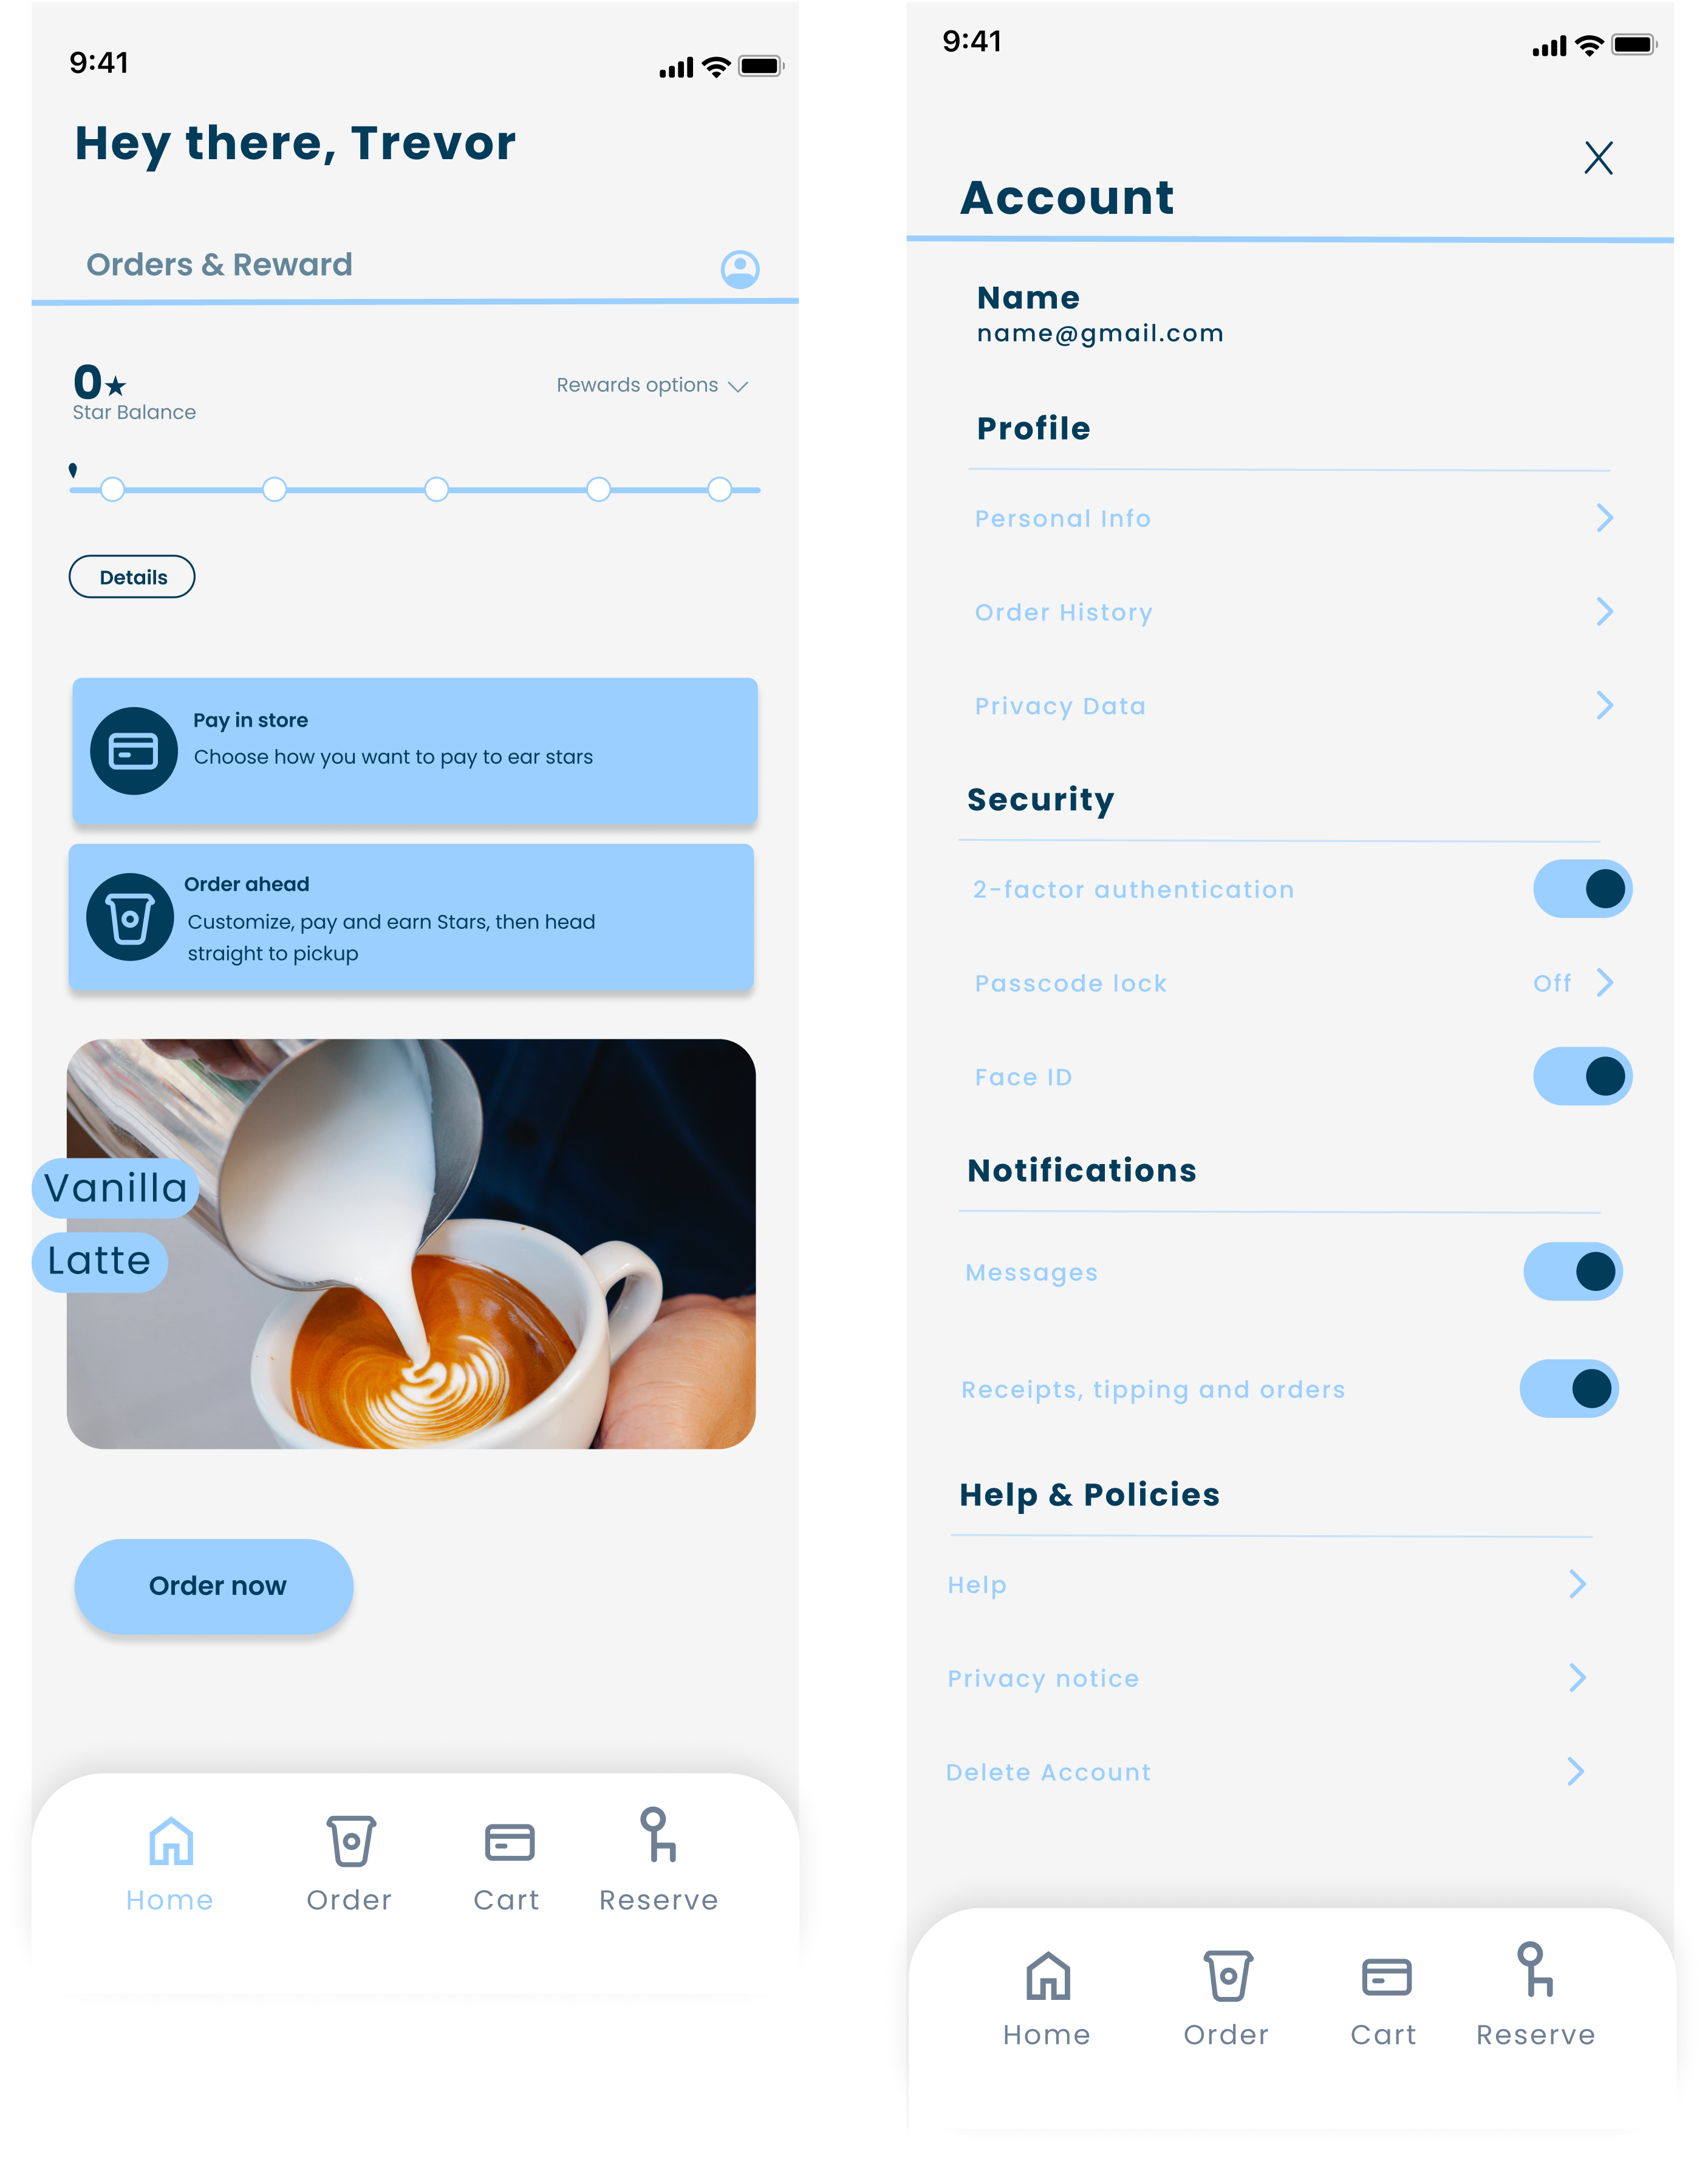 9:41
Hey there, Trevor
Orders & Reward
0
Star Balance
Rewards options
Details
Pay in store
Choose how you want to pay to ear stars
Order ahead
Customize, pay and earn Stars, then head
straight to pickup
Vanilla
Latte
Order now
Home
Order
Cart
Reserve
9:41
X
Account
Name
name@gmail.com
Profile
Personal Info
Order History
Privacy Data
Security
2-factor authentication
Passcode lock
Off
Face ID
Notifications
Messages
Receipts, tipping and orders
Help & Policies
Help
Privacy notice
Delete Account
Home
Order
Cart
Reserve